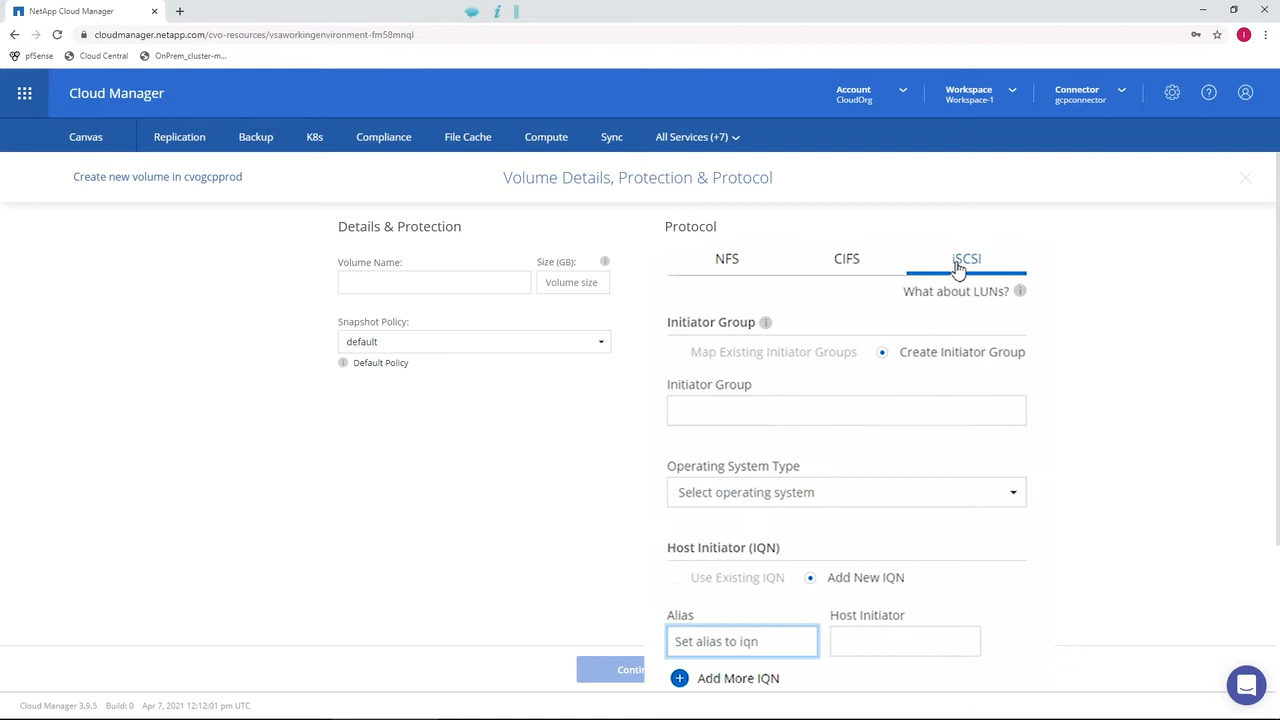 NetApp Cloud Manager
cloudmanager.netapp.com/cvo-resources/vsaworkingenvironment-fm58mnql
pfSense Cloud Central OnPrem_cluster-m...
Cloud Manager
Account
CloudOrg
Workspace
Workspace-1
Connector
gcpconnector
Canvas Replication Backup K8s Compliance File Cache Compute Sync All Services (+7)
Create new volume in cvogcpprod
Volume Details, Protection & Protocol
Details & Protection
Volume Name:
Size (GB):
Volume size
Snapshot Policy:
default
Default Policy
Protocol
NFS CIFS iSCSI
What about LUNs?
Initiator Group
Map Existing Initiator Groups Create Initiator Group
Initiator Group
Operating System Type
Select operating system
Host Initiator (IQN)
Use Existing IQN Add New IQN
Alias Host Initiator
Set alias to iqn
Add More IQN
Contin
Cloud Manager 3.9.5 Build: 0 Apr 7, 2021 12:12:01 pm UTC